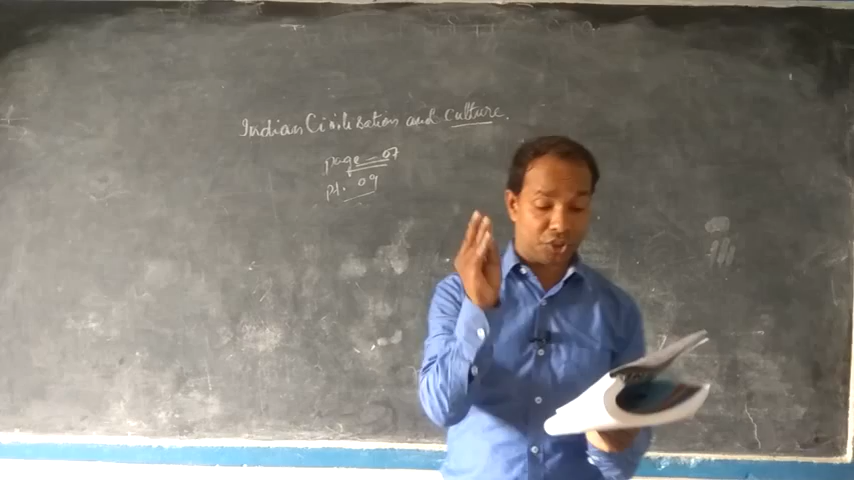 Indian Civilisation and Culture.
page - 07
pt. 09